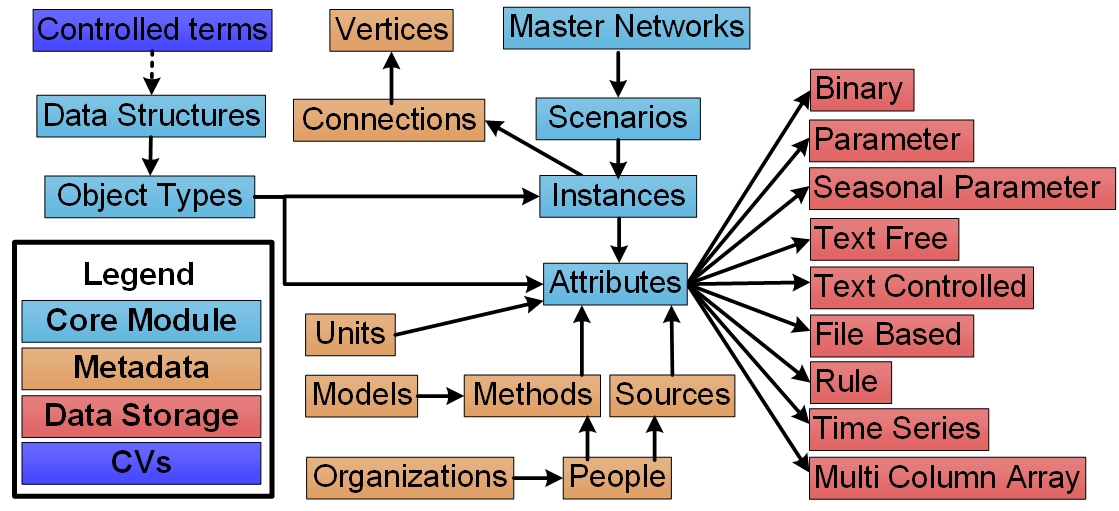 Controlled terms
Vertices
Master Networks
Data Structures
Connections
Scenarios
Object Types
Instances
Attributes
Units
Models
Methods
Sources
Organizations
People
Binary
Parameter
Seasonal Parameter
Text Free
Text Controlled
File Based
Rule
Time Series
Multi Column Array
Legend
Core Module
Metadata
Data Storage
CVs